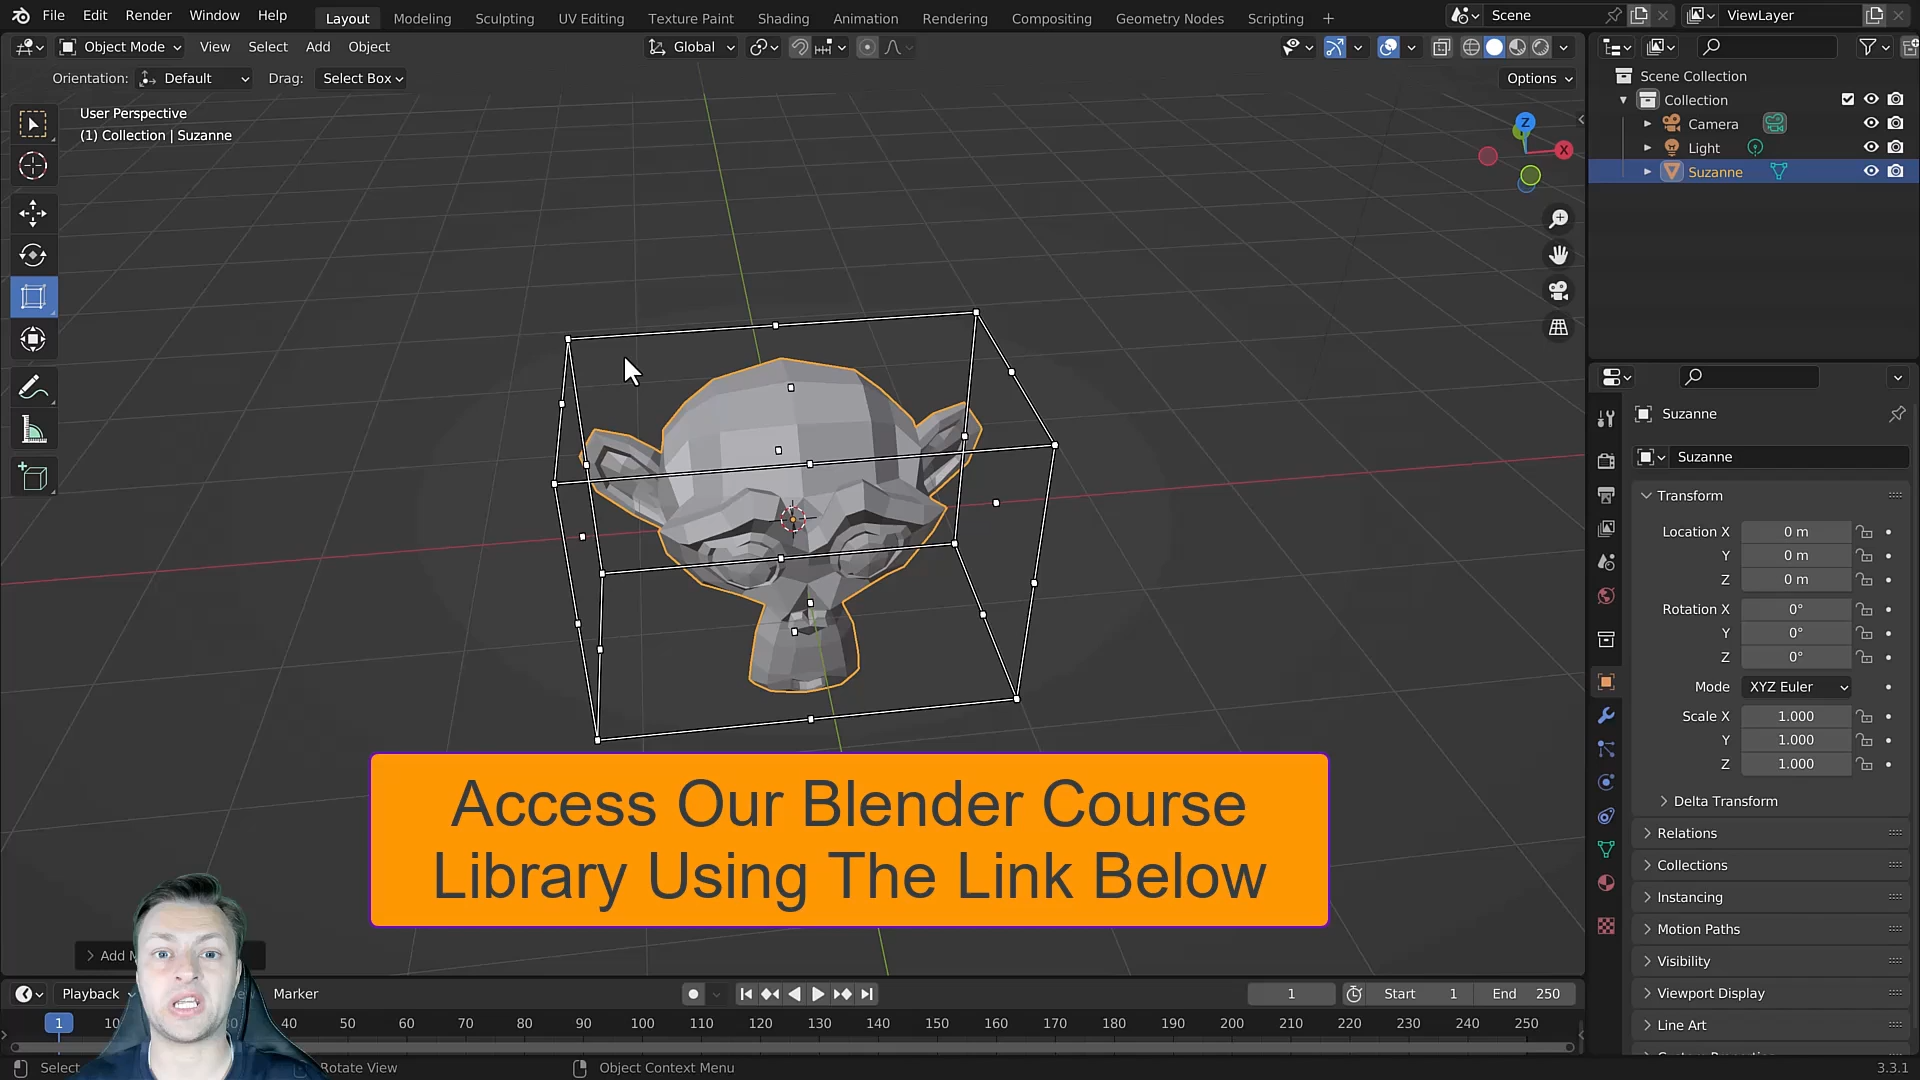 File Edit Render Window Help Layout Modeling Sculpting UV Editing Texture Paint Shading Animation Rendering Compositing Geometry Nodes Scripting + Scene ViewLayer
Object Mode View Select Add Object Global
Orientation: Default Drag: Select Box Options
User Perspective
(1) Collection | Suzanne
Z
X
Scene Collection
Collection
Camera
Light
Suzanne
Suzanne
Suzanne
Transform
Location X 0 m
Y 0 m
Z 0 m
Rotation X 0°
Y 0°
Z 0°
Mode XYZ Euler
Scale X 1.000
Y 1.000
Z 1.000
Delta Transform
Relations
Collections
Instancing
Motion Paths
Visibility
Viewport Display
Line Art
Access Our Blender Course
Library Using The Link Below
Add
Playback Marker 1 Start 1 End 250
1 10 40 50 60 70 80 90 100 110 120 130 140 150 160 170 180 190 200 210 220 230 240 250
Select Rotate View Object Context Menu 3.3.1